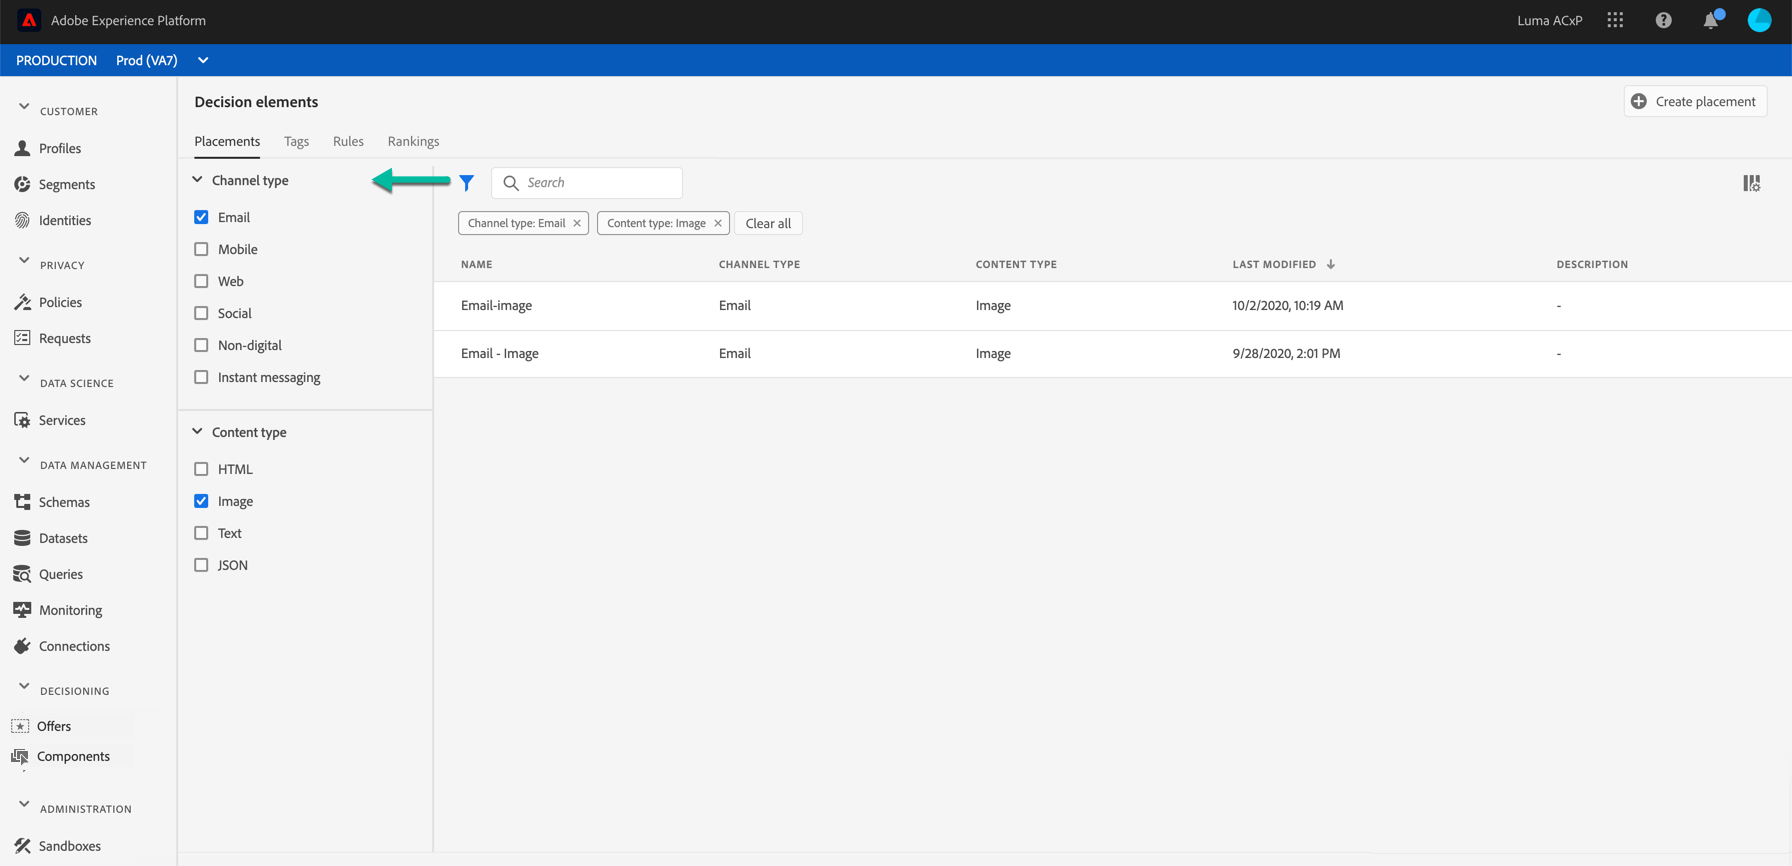 Adobe Experience Platform
Luma ACxP
PRODUCTION Prod (VA7)
CUSTOMER
Profiles
Segments
Identities
PRIVACY
Policies
Requests
DATA SCIENCE
Services
DATA MANAGEMENT
Schemas
Datasets
Queries
Monitoring
Connections
DECISIONING
Offers
Components
ADMINISTRATION
Sandboxes
Decision elements
Create placement
Placements Tags Rules Rankings
Channel type
Email
Mobile
Web
Social
Non-digital
Instant messaging
Content type
HTML
Image
Text
JSON
Search
Channel type: Email Content type: Image Clear all
NAME CHANNEL TYPE CONTENT TYPE LAST MODIFIED DESCRIPTION
Email-image Email Image 10/2/2020, 10:19 AM -
Email - Image Email Image 9/28/2020, 2:01 PM -